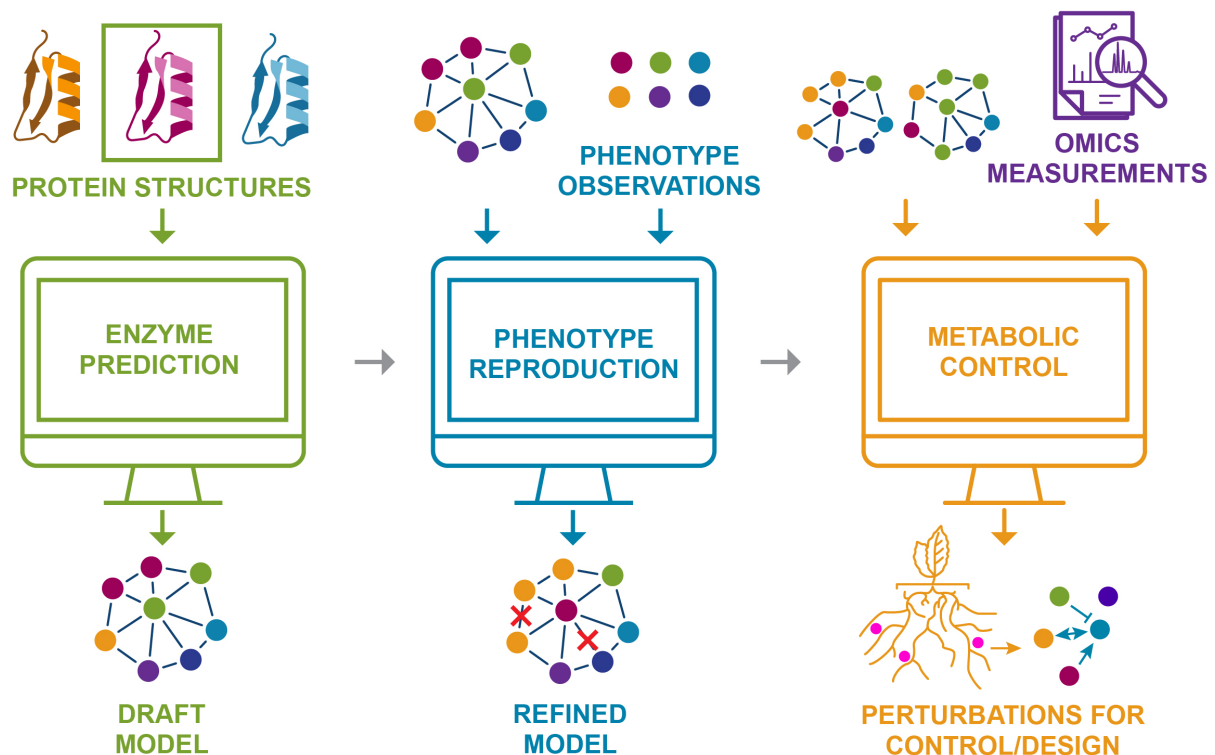 PROTEIN STRUCTURES
PHENOTYPE
OBSERVATIONS
OMICS
MEASUREMENTS
ENZYME
PREDICTION
PHENOTYPE
REPRODUCTION
METABOLIC
CONTROL
DRAFT
MODEL
REFINED
MODEL
PERTURBATIONS FOR
CONTROL/DESIGN